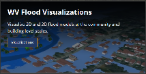 WV Flood Visualizations
Visualize 2D and 3D flood models at the community and
building level scales.